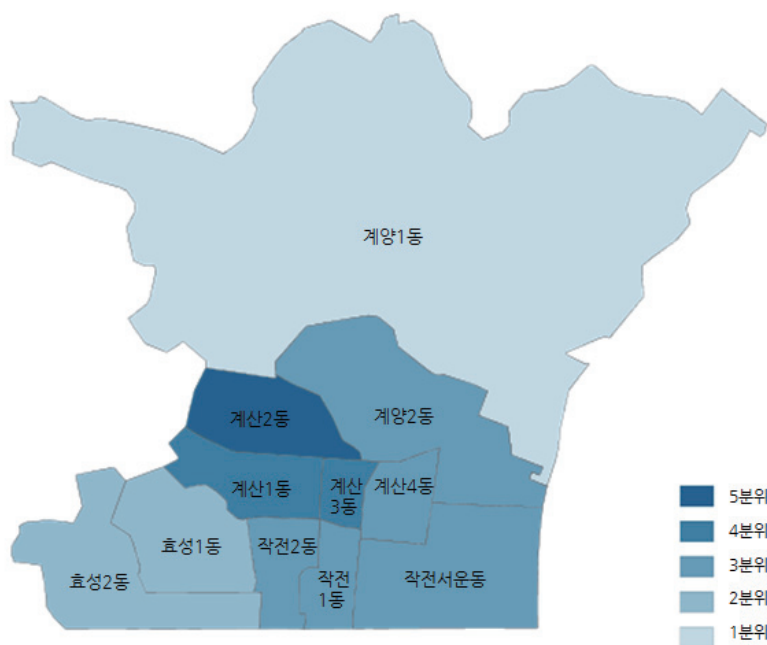 계양1동
계산2동
계양2동
계산1동
계산
3동
계산4동
효성1동
작전2동
효성2동
작전
1동
작전서운동
5분위
4분위
3분위
2분위
1분위